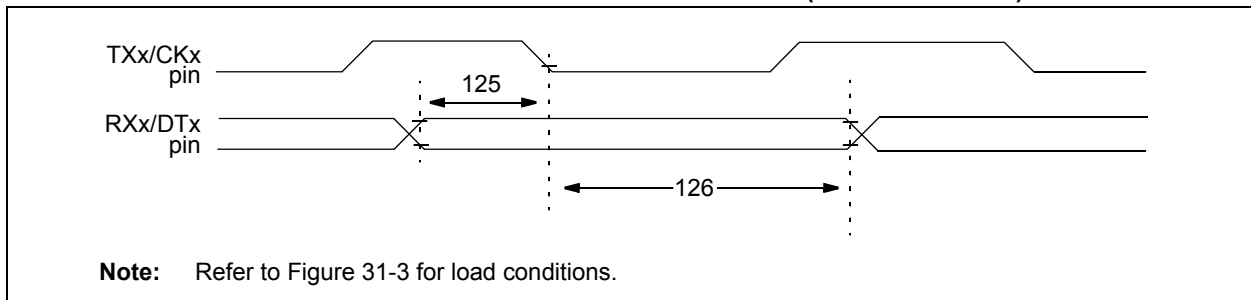 TXx/CKx
pin
125
RXx/DTx
pin
126
Note: Refer to Figure 31-3 for load conditions.